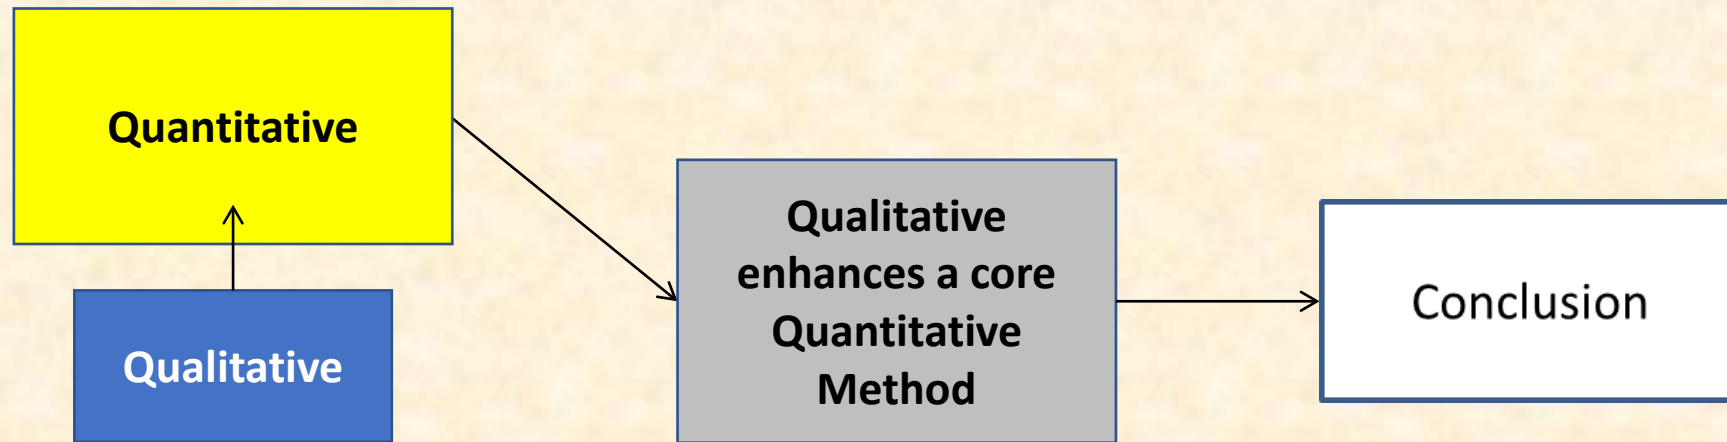 Quantitative
Qualitative
Qualitative
enhances a core
Quantitative
Method
Conclusion